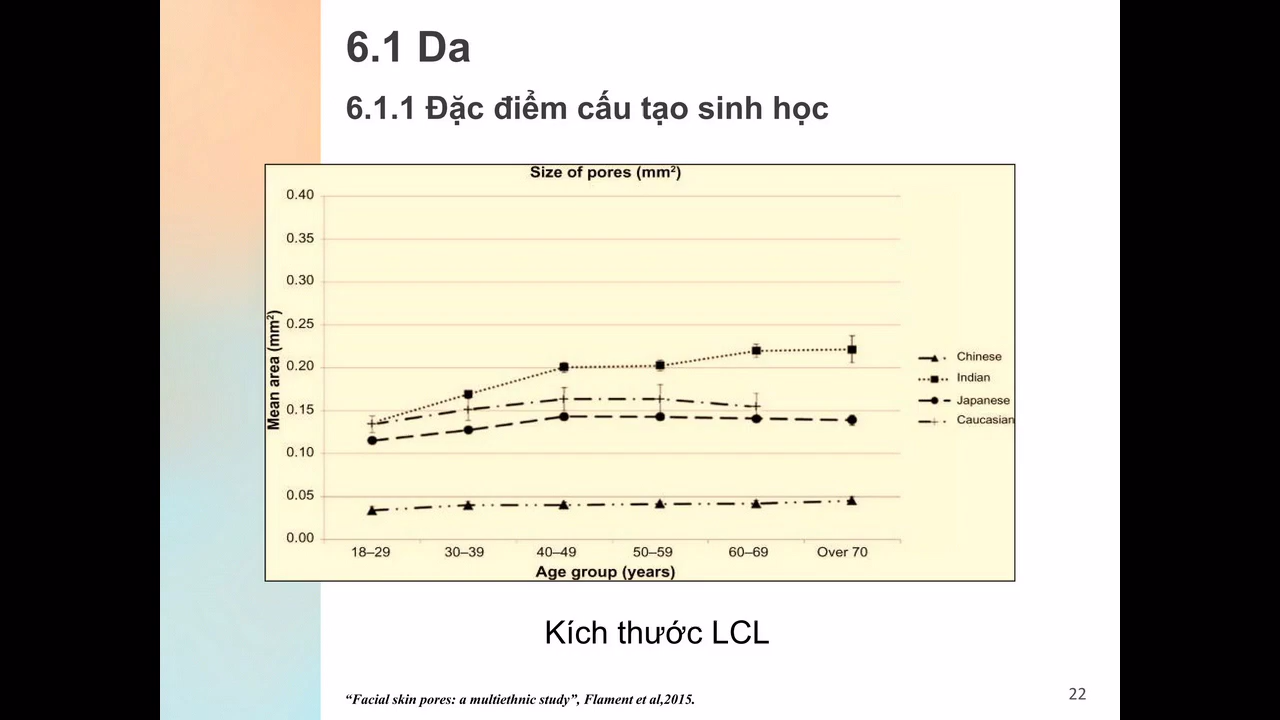 6.1 Da
6.1.1 Đặc điểm cấu tạo sinh học
Size of pores (mm²)
0.40
0.35
0.30
0.25
0.20
0.15
0.10
0.05
0.00
Mean area (mm²)
18–29 30–39 40–49 50–59 60–69 Over 70
Age group (years)
Chinese
Indian
Japanese
Caucasian
Kích thước LCL
“Facial skin pores: a multiethnic study”, Flament et al,2015.
22